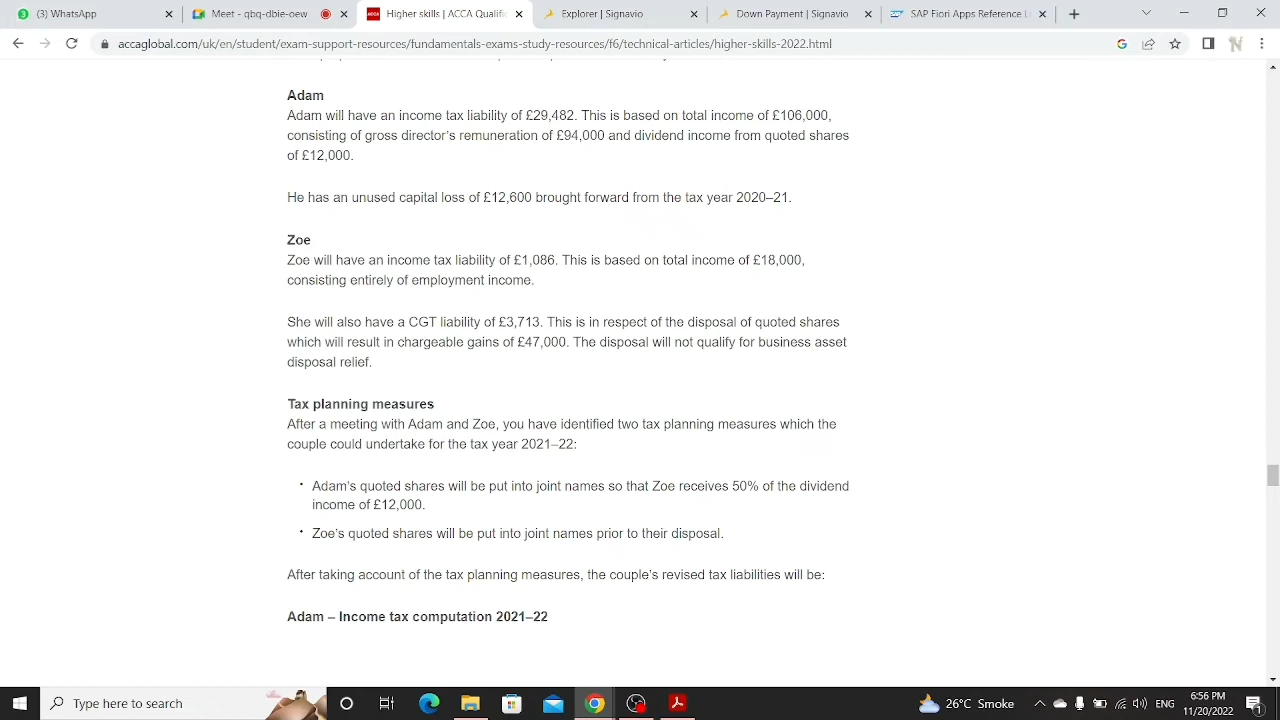 (3) WhatsApp
Meet - qbq-dbie-oew
Higher skills | ACCA Qualific
Explorer | Signavio
Down Payment | Signavio
SAP Fiori Apps Reference Li
accaglobal.com/uk/en/student/exam-support-resources/fundamentals-exams-study-resources/f6/technical-articles/higher-skills-2022.html
Adam
Adam will have an income tax liability of £29,482. This is based on total income of £106,000,
consisting of gross director's remuneration of £94,000 and dividend income from quoted shares
of £12,000.
He has an unused capital loss of £12,600 brought forward from the tax year 2020–21.
Zoe
Zoe will have an income tax liability of £1,086. This is based on total income of £18,000,
consisting entirely of employment income.
She will also have a CGT liability of £3,713. This is in respect of the disposal of quoted shares
which will result in chargeable gains of £47,000. The disposal will not qualify for business asset
disposal relief.
Tax planning measures
After a meeting with Adam and Zoe, you have identified two tax planning measures which the
couple could undertake for the tax year 2021–22:
• Adam's quoted shares will be put into joint names so that Zoe receives 50% of the dividend
income of £12,000.
• Zoe's quoted shares will be put into joint names prior to their disposal.
After taking account of the tax planning measures, the couple's revised tax liabilities will be:
Adam – Income tax computation 2021–22
Type here to search
26°C Smoke
ENG
6:56 PM
11/20/2022